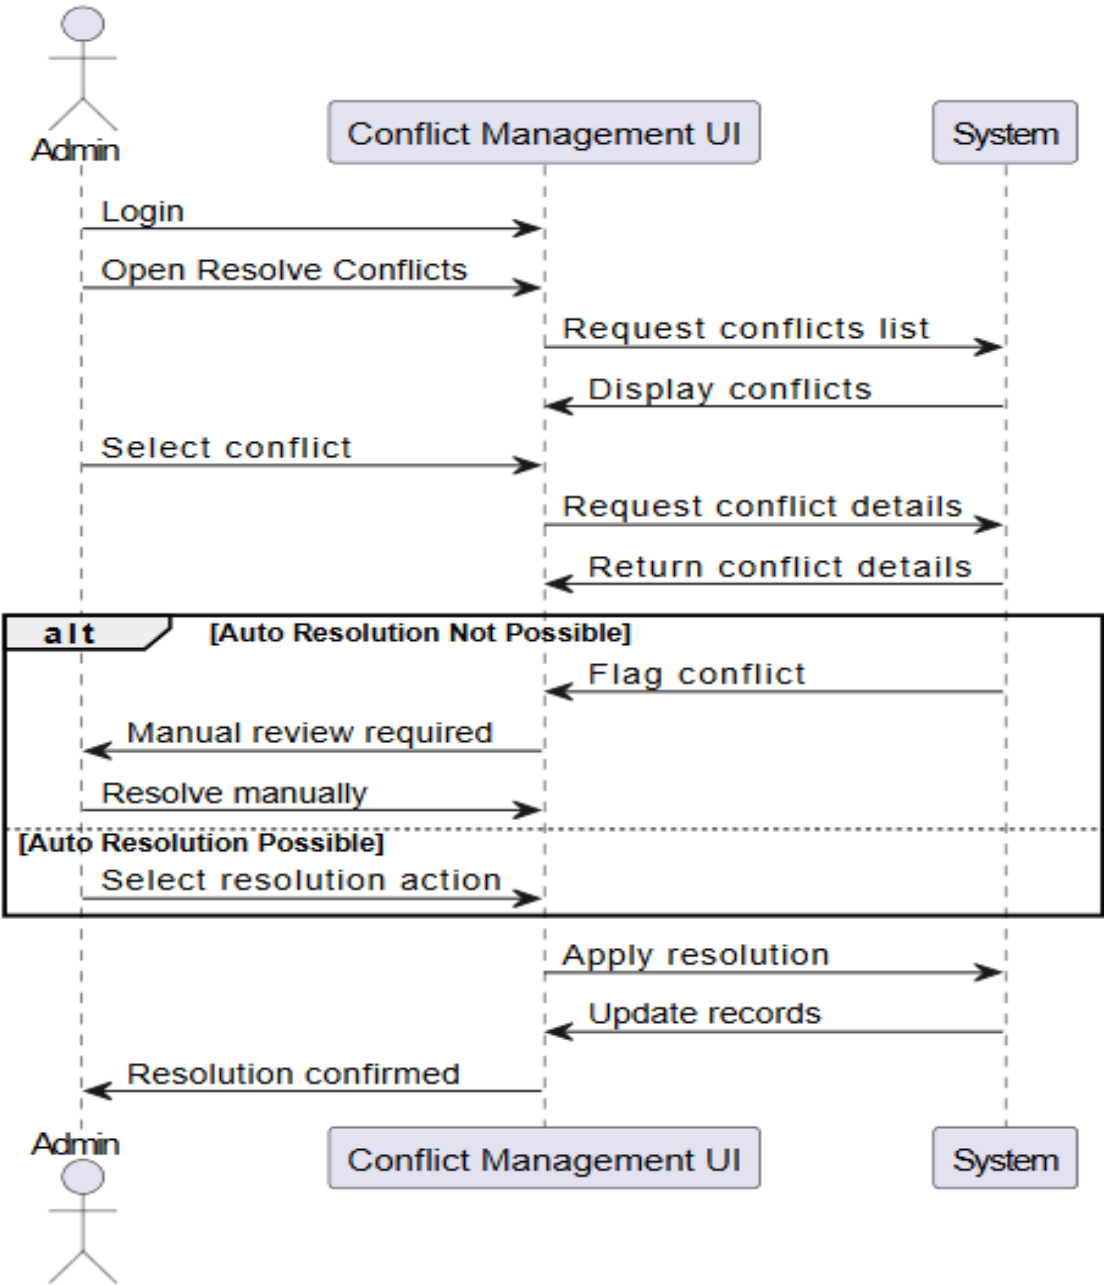 Admin
Conflict Management UI
System
Login
Open Resolve Conflicts
Request conflicts list
Display conflicts
Select conflict
Request conflict details
Return conflict details
alt [Auto Resolution Not Possible]
Flag conflict
Manual review required
Resolve manually
[Auto Resolution Possible]
Select resolution action
Apply resolution
Update records
Resolution confirmed
Admin
Conflict Management UI
System